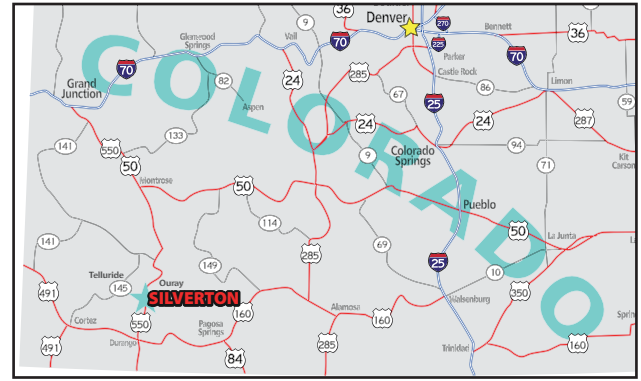 36
9
Denver
270
Bennett
Glenwood
Springs
Vail
70
225
36
Parker
70
Castle Rock
70
Grand
Junction
82
24
285
67
25
86
Limon
Aspen
24
24
287
59
133
141
550
50
9
Colorado
Springs
94
71
Kit
Carson
Montrose
50
Pueblo
114
50
La Junta
141
69
285
149
25
10
Telluride
Ouray
491
145
SILVERTON
350
Walsenburg
160
Alamosa
160
Cortez
550
Pagosa
Springs
491
Durango
84
285
Trinidad
160
COLORADO